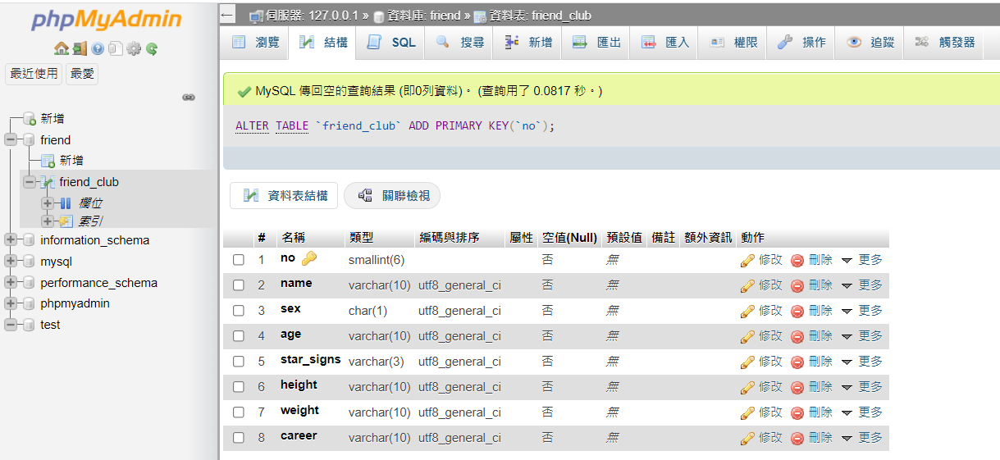 phpMyAdmin
最近使用 最愛
新增
friend
新增
friend_club
欄位
索引
information_schema
mysql
performance_schema
phpmyadmin
test
伺服器: 127.0.0.1 » 資料庫: friend » 資料表: friend_club
瀏覽 結構 SQL 搜尋 新增 匯出 匯入 權限 操作 追蹤 觸發器
MySQL 傳回空的查詢結果 (即0列資料)。 (查詢用了 0.0817 秒。)
ALTER TABLE `friend_club` ADD PRIMARY KEY(`no`);
資料表結構 關聯檢視
# 名稱 類型 編碼與排序 屬性 空值(Null) 預設值 備註 額外資訊 動作
1 no smallint(6) 否 無 修改 刪除 更多
2 name varchar(10) utf8_general_ci 否 無 修改 刪除 更多
3 sex char(1) utf8_general_ci 否 無 修改 刪除 更多
4 age varchar(10) utf8_general_ci 否 無 修改 刪除 更多
5 star_signs varchar(3) utf8_general_ci 否 無 修改 刪除 更多
6 height varchar(10) utf8_general_ci 否 無 修改 刪除 更多
7 weight varchar(10) utf8_general_ci 否 無 修改 刪除 更多
8 career varchar(10) utf8_general_ci 否 無 修改 刪除 更多